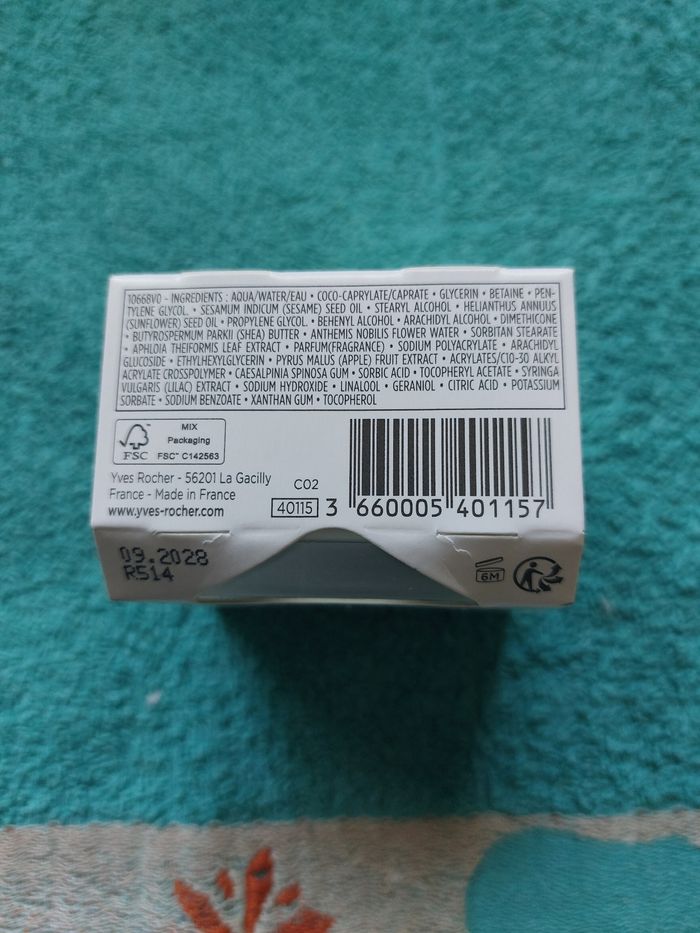 10668V0 - INGREDIENTS : AQUA/WATER/EAU • COCO-CAPRYLATE/CAPRATE • GLYCERIN • BETAINE • PEN-
TYLENE GLYCOL. • SESAMUM INDICUM (SESAME) SEED OIL • STEARYL ALCOHOL • HELIANTHUS ANNUUS
(SUNFLOWER) SEED OIL • PROPYLENE GLYCOL. • BEHENYL ALCOHOL • ARACHIDYL ALCOHOL • DIMETHICONE
• BUTYROSPERMUM PARKII (SHEA) BUTTER • ANTHEMIS NOBILIS FLOWER WATER • SORBITAN STEARATE
• APHLOIA THEIFORMIS LEAF EXTRACT • PARFUM(FRAGRANCE) • SODIUM POLYACRYLATE • ARACHIDYL
GLUCOSIDE • ETHYLHEXYLGLYCERIN • PYRUS MALUS (APPLE) FRUIT EXTRACT • ACRYLATES/C10-30 ALKYL
ACRYLATE CROSSPOLYMER • CAESALPINIA SPINOSA GUM • SORBIC ACID • TOCOPHERYL ACETATE • SYRINGA
VULGARIS (LILAC) EXTRACT • SODIUM HYDROXIDE • LINALOOL • GERANIOL • CITRIC ACID • POTASSIUM
SORBATE • SODIUM BENZOATE • XANTHAN GUM • TOCOPHEROL
FSC
MIX
Packaging
FSC™ C142563
Yves Rocher - 56201 La Gacilly
France - Made in France
www.yves-rocher.com
C02
40115
3 660005 401157
09.2028
R514
6M